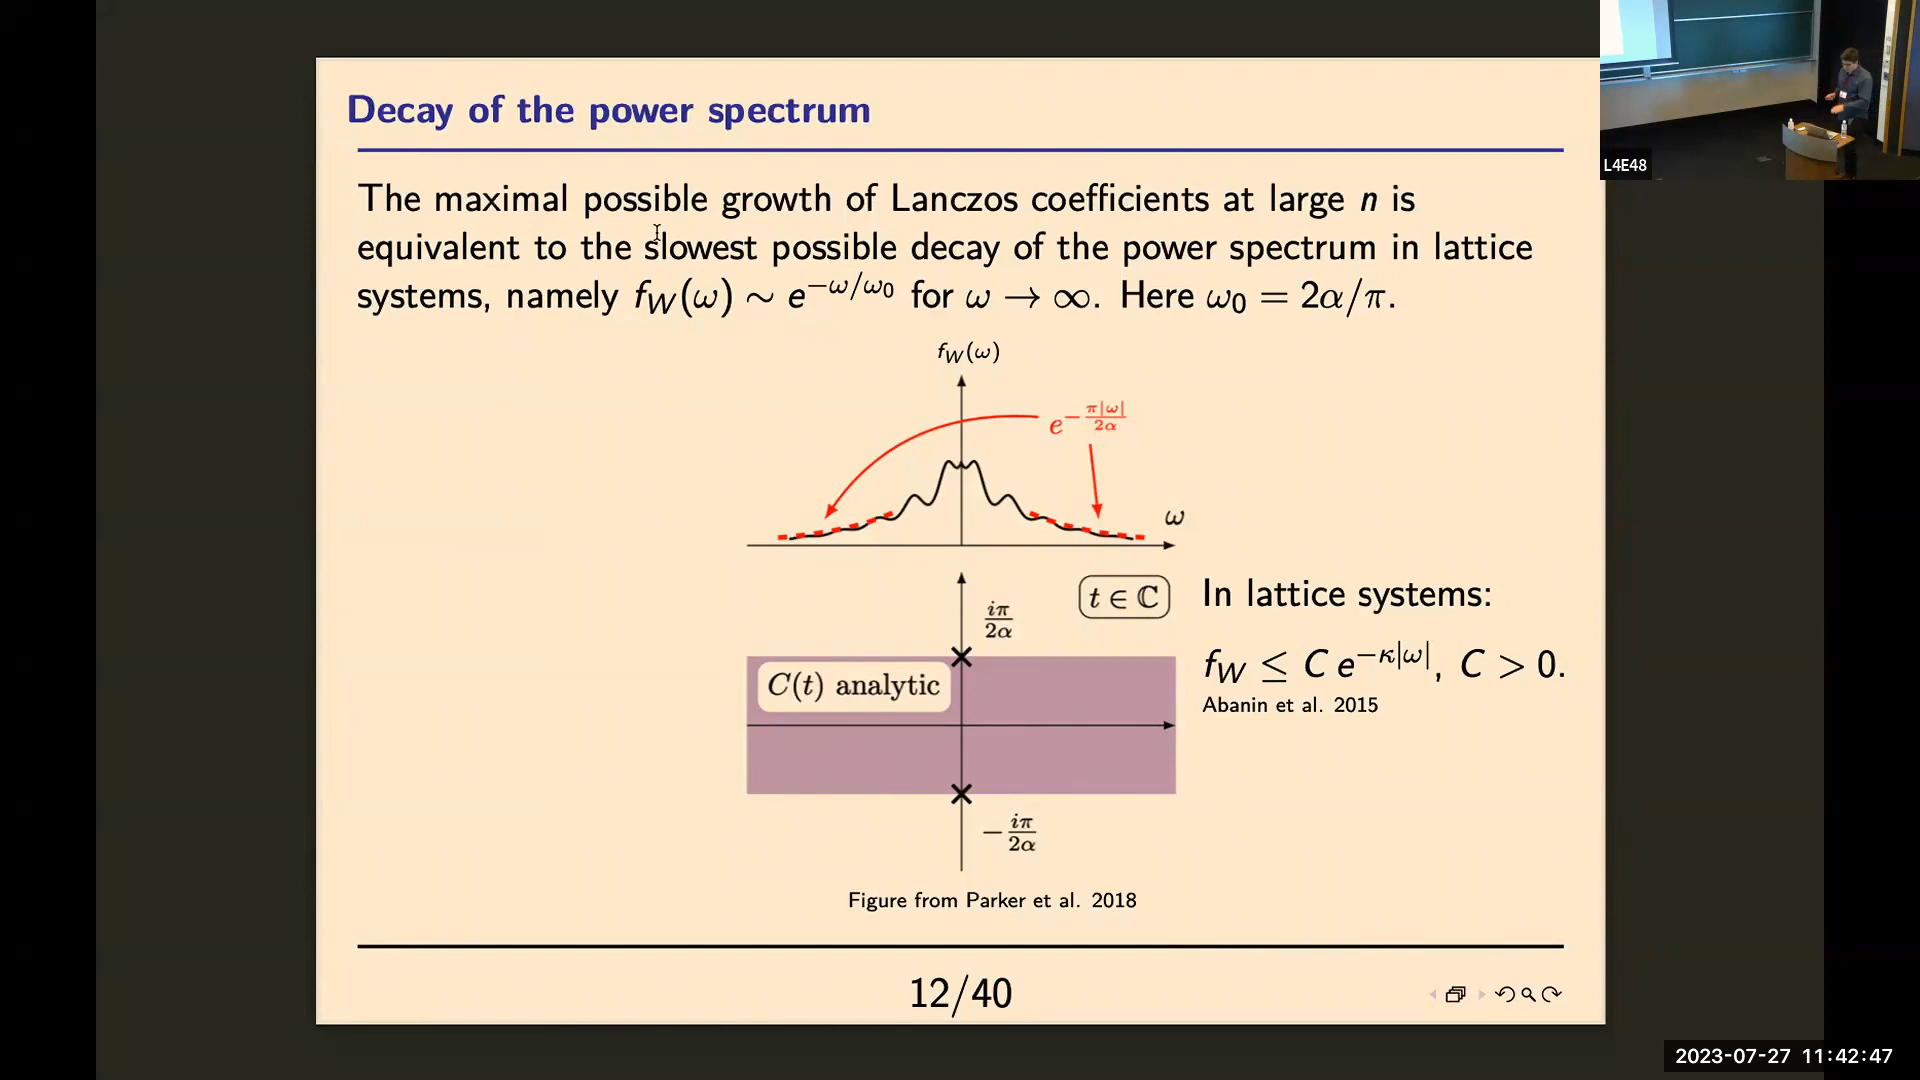 Decay of the power spectrum
The maximal possible growth of Lanczos coefficients at large n is
equivalent to the slowest possible decay of the power spectrum in lattice
systems, namely f_W(ω) ∼ e^{−ω/ω₀} for ω → ∞. Here ω₀ = 2α/π.
f_W(ω)
e^{−π|ω|/2α}
ω
t ∈ ℂ
iπ/2α
C(t) analytic
−iπ/2α
In lattice systems:
f_W ≤ C e^{−κ|ω|}, C > 0.
Abanin et al. 2015
Figure from Parker et al. 2018
12/40
L4E48
2023-07-27 11:42:47